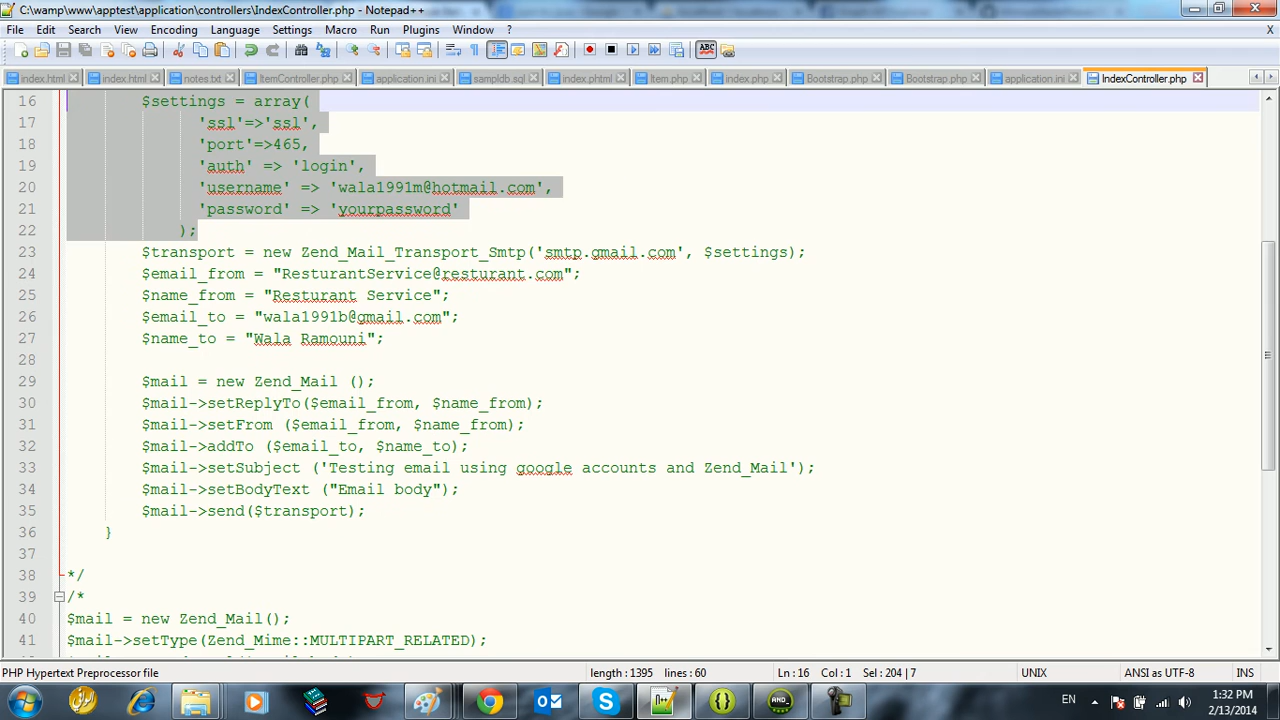 C:\wamp\www\apptest\application\controllers\IndexController.php - Notepad++
File Edit Search View Encoding Language Settings Macro Run Plugins Window ? X
index.html index.html notes.txt ItemController.php application.ini sampldb.sql index.phtml Item.php index.php Bootstrap.php Bootstrap.php application.ini IndexController.php
16 $settings = array(
17 'ssl'=>'ssl',
18 'port'=>465,
19 'auth' => 'login',
20 'username' => 'wala1991m@hotmail.com',
21 'password' => 'yourpassword'
22 );
23 $transport = new Zend_Mail_Transport_Smtp('smtp.gmail.com', $settings);
24 $email_from = "ResturantService@resturant.com";
25 $name_from = "Resturant Service";
26 $email_to = "wala1991b@gmail.com";
27 $name_to = "Wala Ramouni";
28
29 $mail = new Zend_Mail ();
30 $mail->setReplyTo($email_from, $name_from);
31 $mail->setFrom ($email_from, $name_from);
32 $mail->addTo ($email_to, $name_to);
33 $mail->setSubject ('Testing email using google accounts and Zend_Mail');
34 $mail->setBodyText ("Email body");
35 $mail->send($transport);
36 }
37
38 */
39 /*
40 $mail = new Zend_Mail();
41 $mail->setType(Zend_Mime::MULTIPART_RELATED);
PHP Hypertext Preprocessor file length : 1395 lines : 60 Ln : 16 Col : 1 Sel : 204 | 7 UNIX ANSI as UTF-8 INS
EN 1:32 PM
2/13/2014